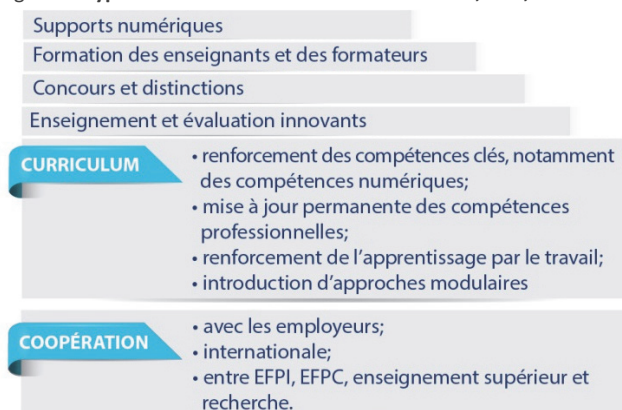 Supports numériques
Formation des enseignants et des formateurs
Concours et distinctions
Enseignement et évaluation innovants
CURRICULUM
• renforcement des compétences clés, notamment
des compétences numériques;
• mise à jour permanente des compétences
professionnelles;
• renforcement de l’apprentissage par le travail;
• introduction d’approches modulaires
COOPÉRATION
• avec les employeurs;
• internationale;
• entre EFPI, EFPC, enseignement supérieur et
recherche.